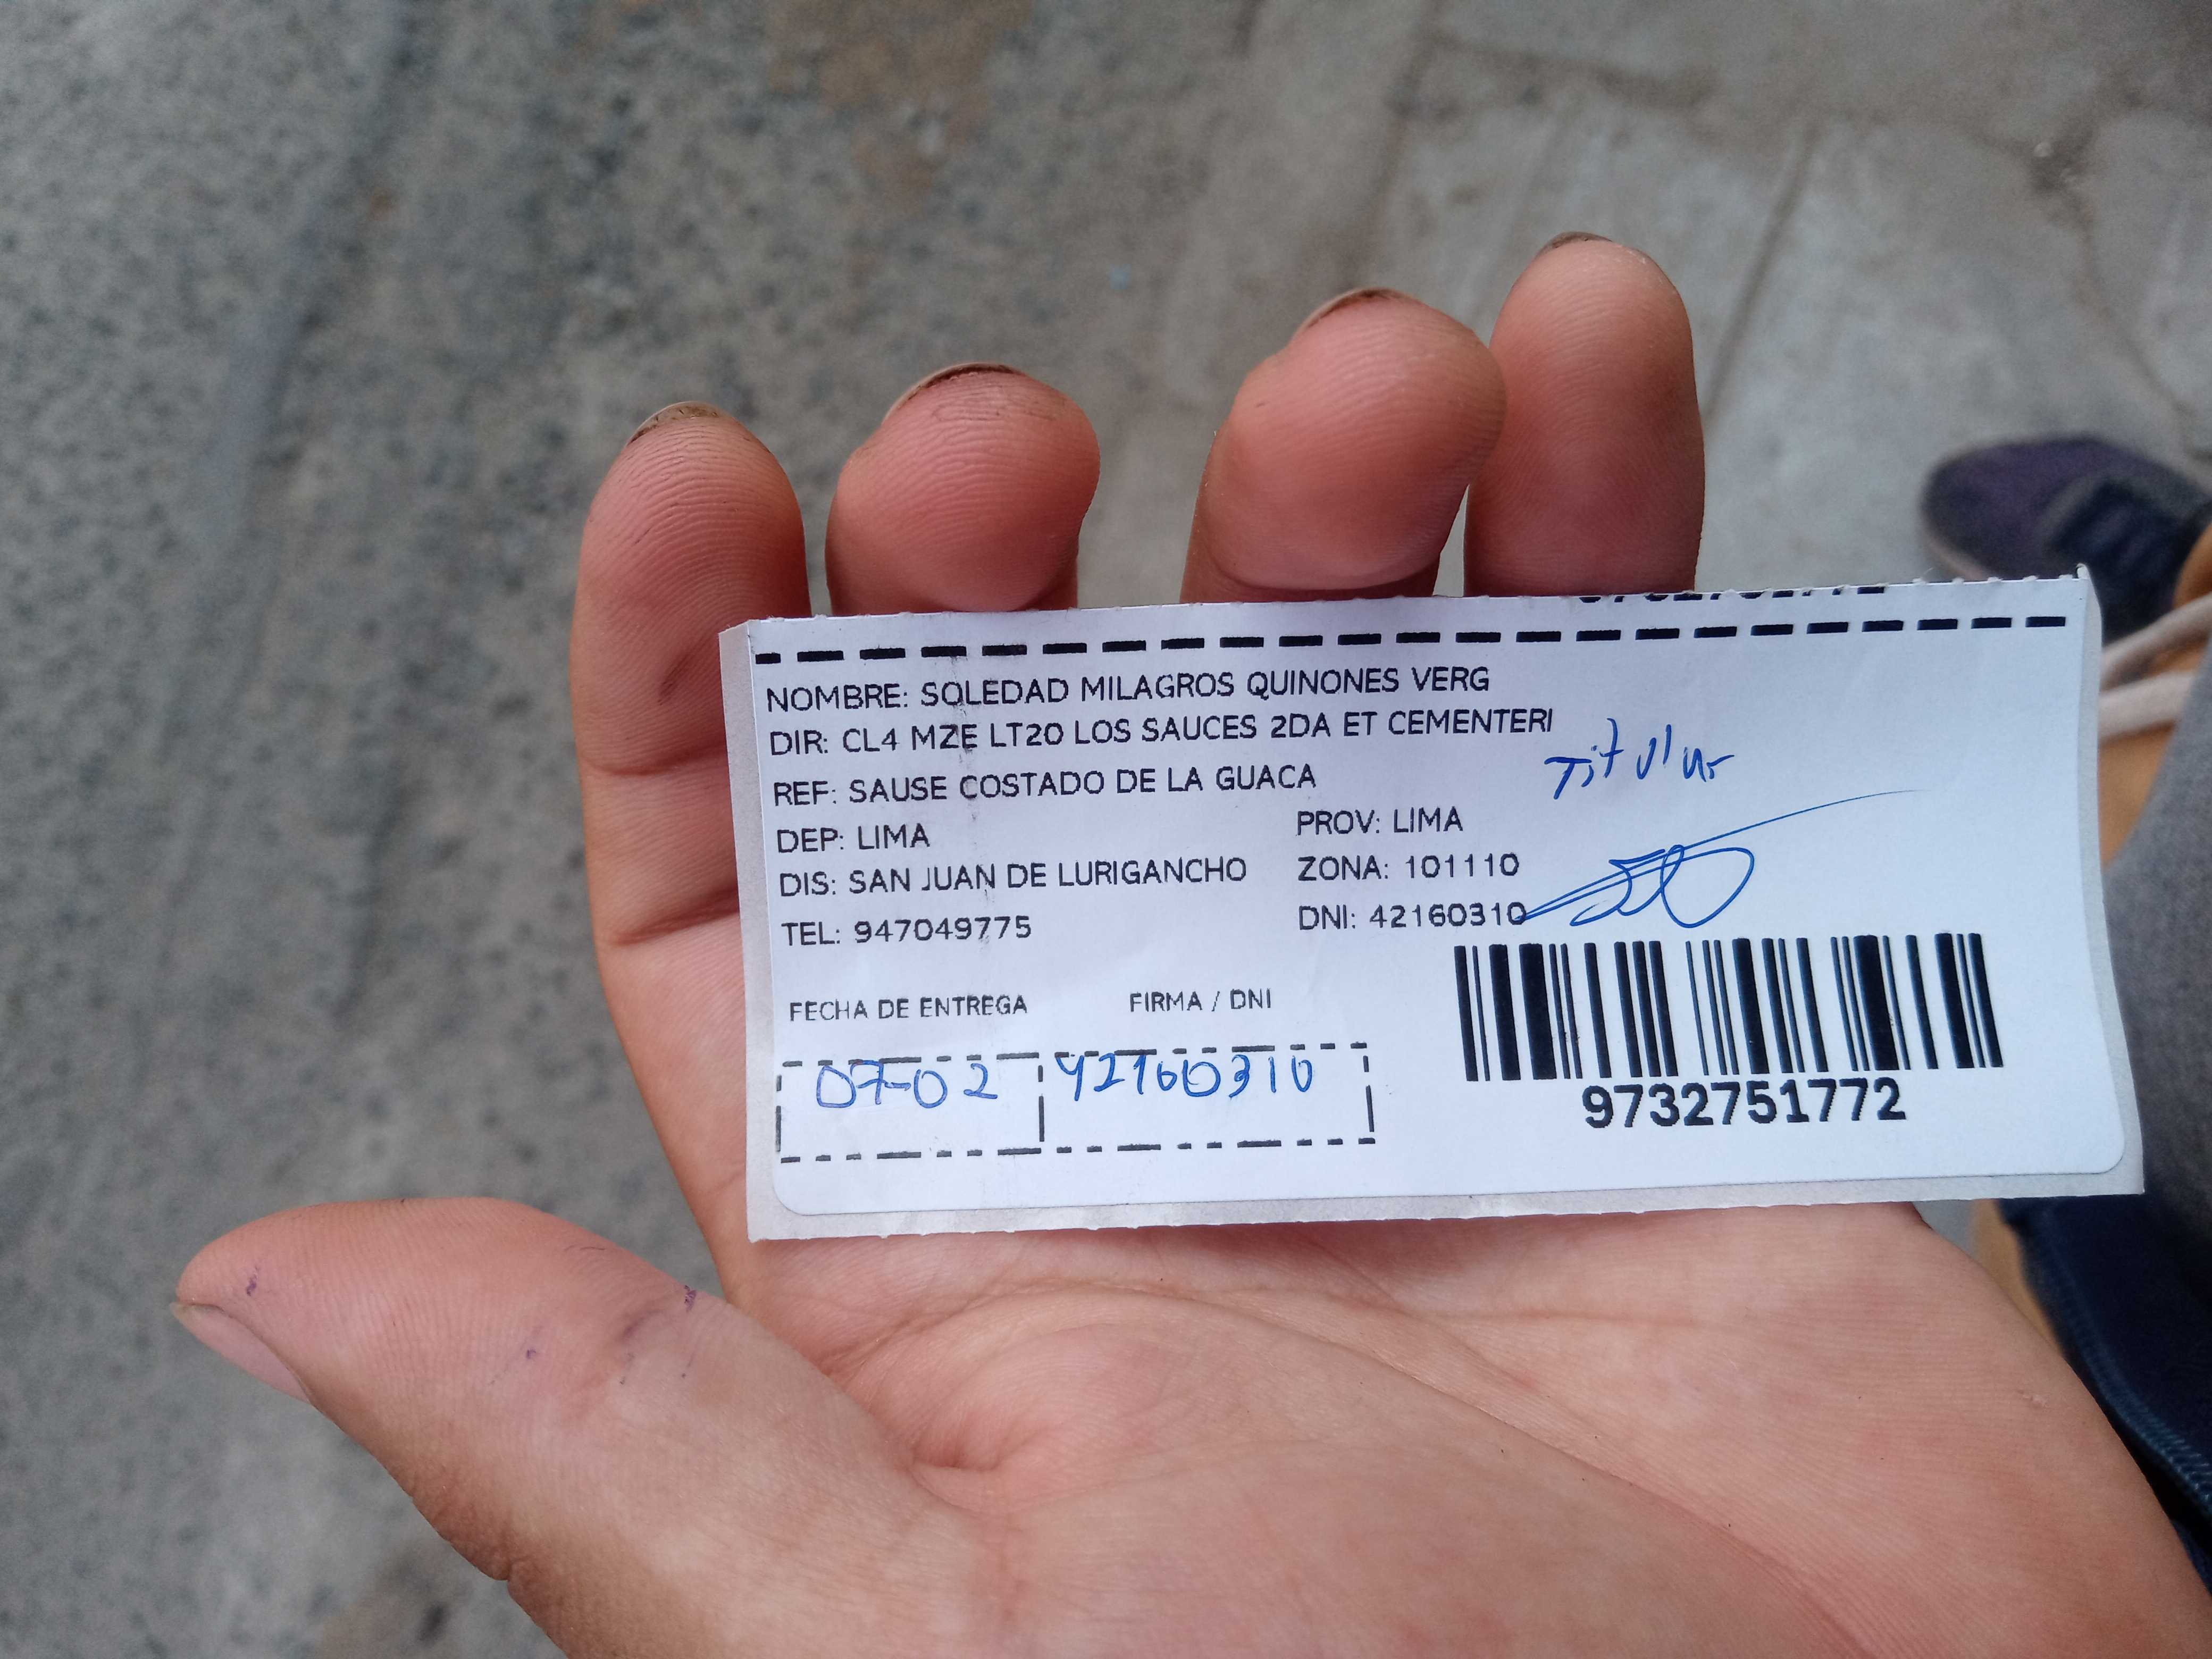 NOMBRE: SOLEDAD MILAGROS QUINONES VERG
DIR: CL4 MZE LT20 LOS SAUCES 2DA ET CEMENTERI
Titular
REF: SAUSE COSTADO DE LA GUACA
DEP: LIMA PROV: LIMA
DIS: SAN JUAN DE LURIGANCHO ZONA: 101110
TEL: 947049775 DNI: 42160310
FECHA DE ENTREGA FIRMA / DNI
07-02 42160310
9732751772